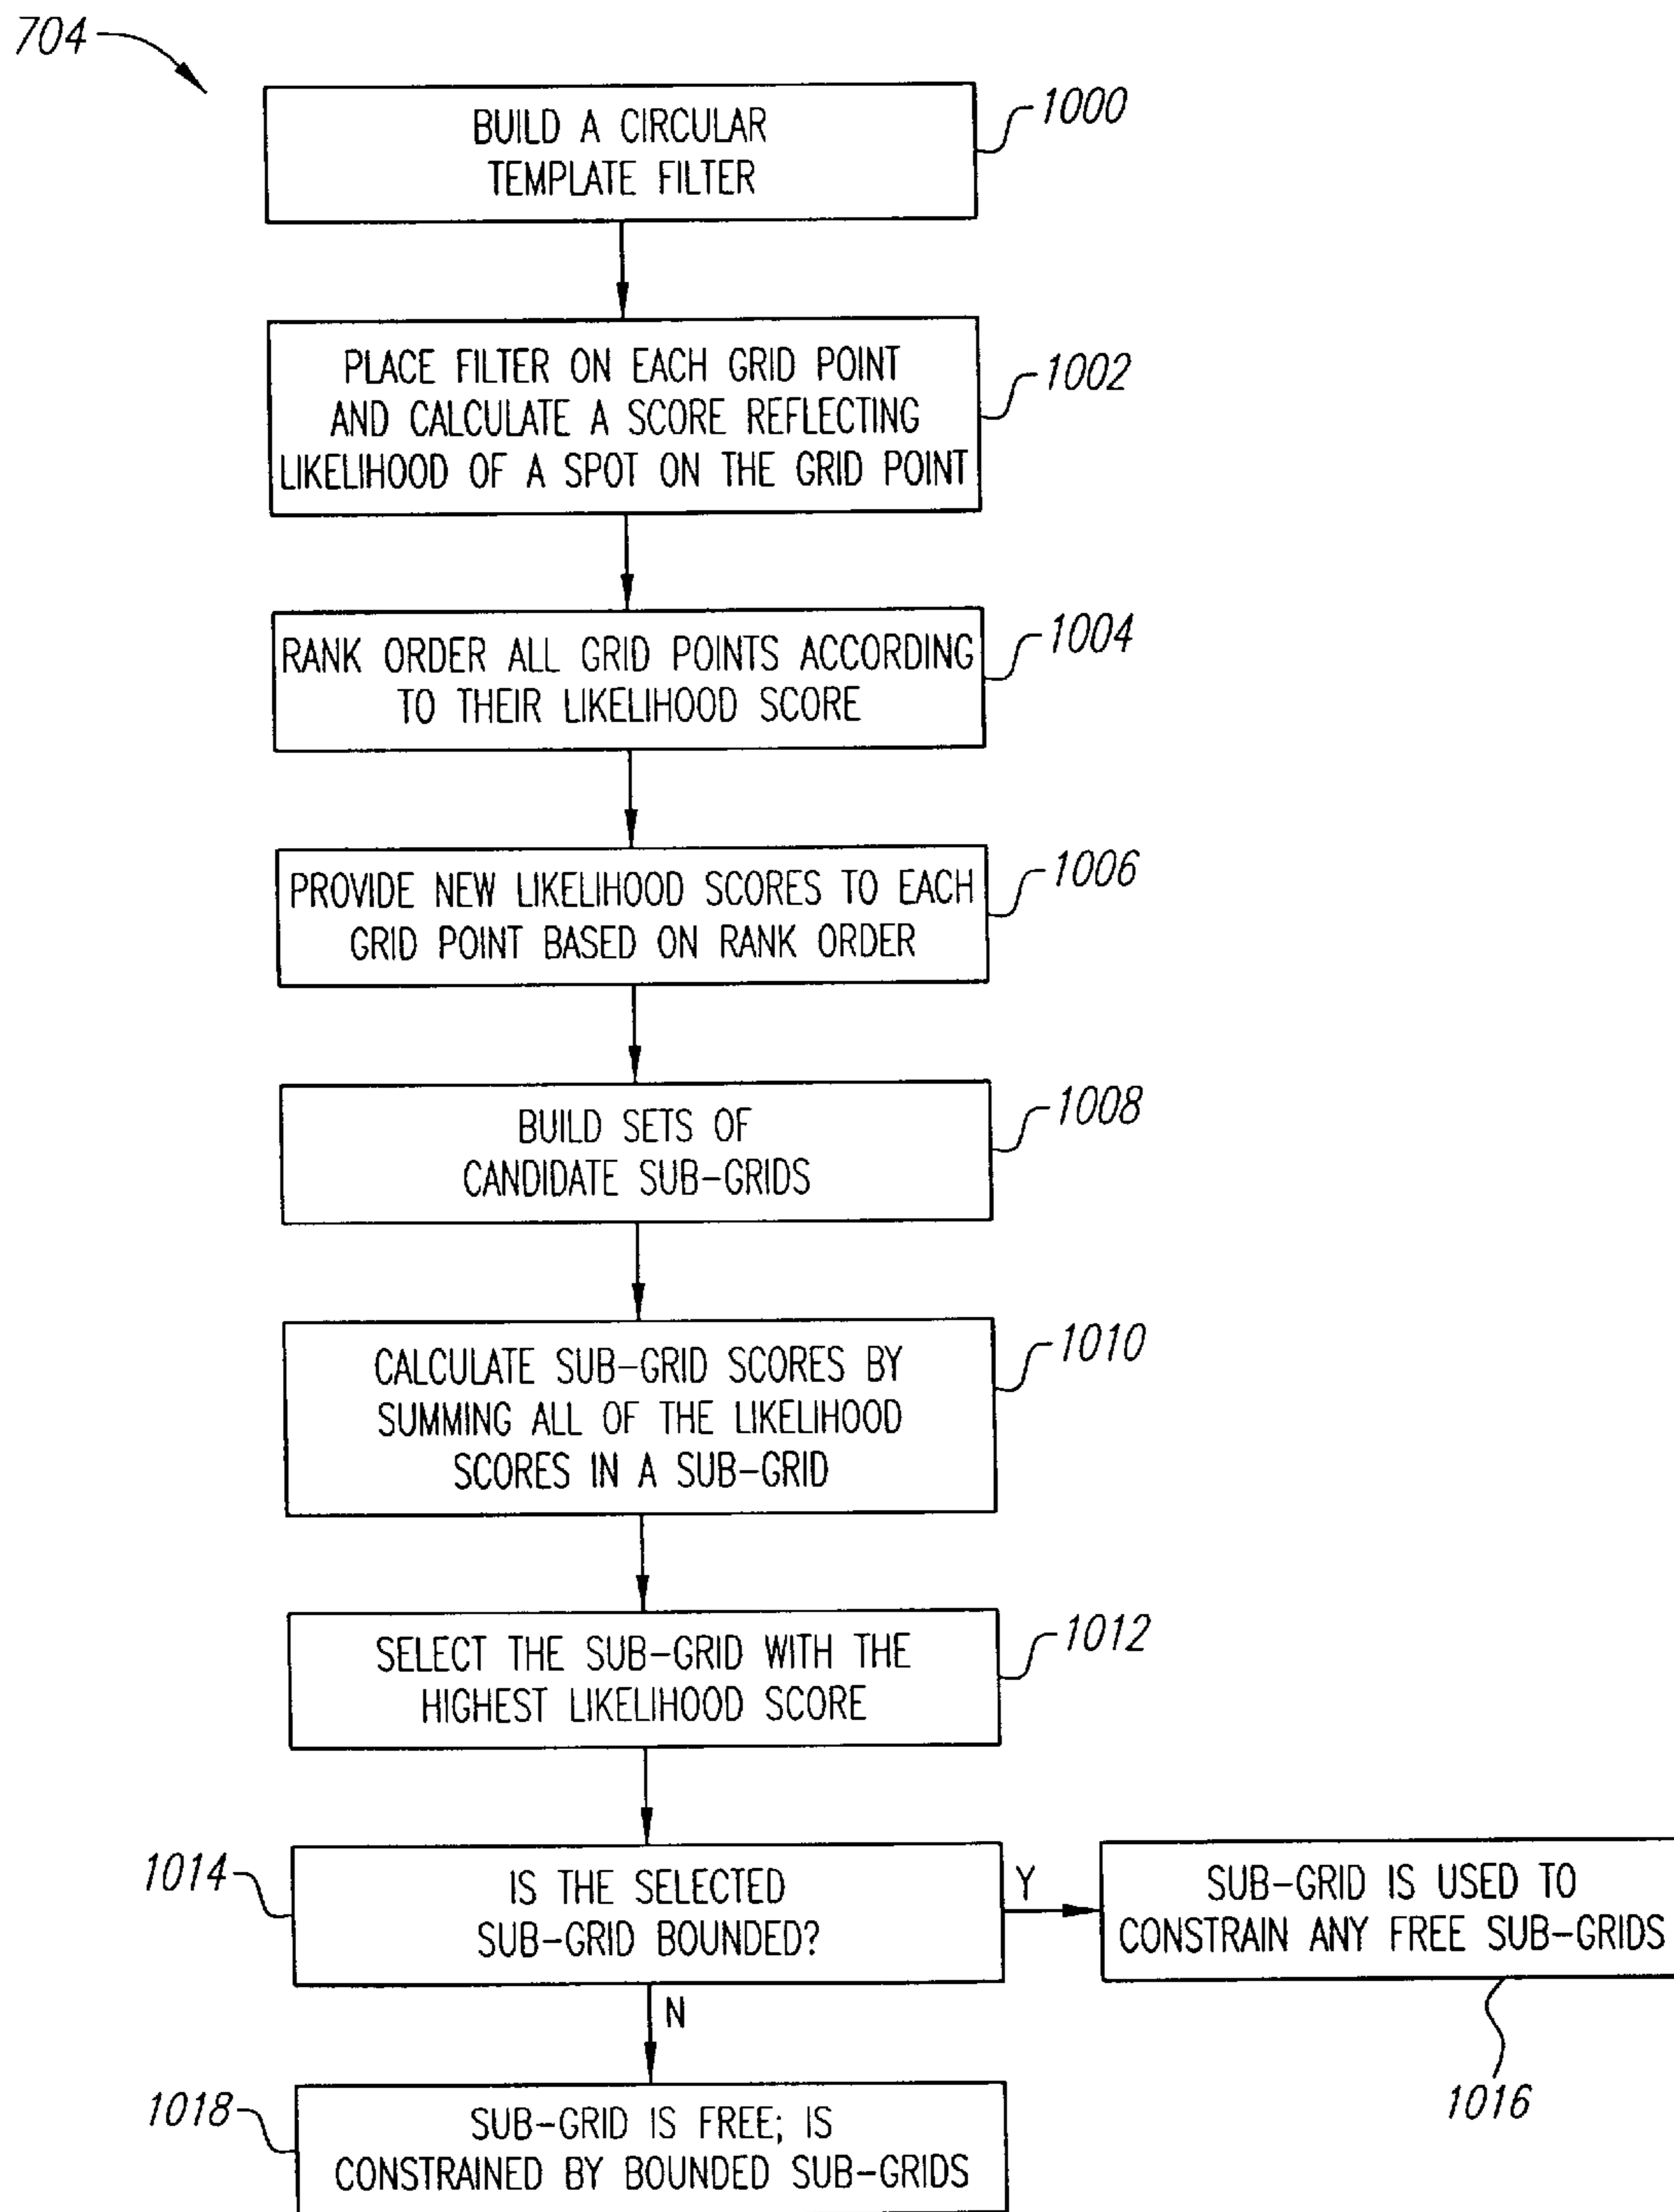 704
BUILD A CIRCULAR
TEMPLATE FILTER
1000
PLACE FILTER ON EACH GRID POINT
AND CALCULATE A SCORE REFLECTING
LIKELIHOOD OF A SPOT ON THE GRID POINT
1002
RANK ORDER ALL GRID POINTS ACCORDING
TO THEIR LIKELIHOOD SCORE
1004
PROVIDE NEW LIKELIHOOD SCORES TO EACH
GRID POINT BASED ON RANK ORDER
1006
BUILD SETS OF
CANDIDATE SUB-GRIDS
1008
CALCULATE SUB-GRID SCORES BY
SUMMING ALL OF THE LIKELIHOOD
SCORES IN A SUB-GRID
1010
SELECT THE SUB-GRID WITH THE
HIGHEST LIKELIHOOD SCORE
1012
1014
IS THE SELECTED
SUB-GRID BOUNDED?
Y
SUB-GRID IS USED TO
CONSTRAIN ANY FREE SUB-GRIDS
1016
N
1018
SUB-GRID IS FREE; IS
CONSTRAINED BY BOUNDED SUB-GRIDS